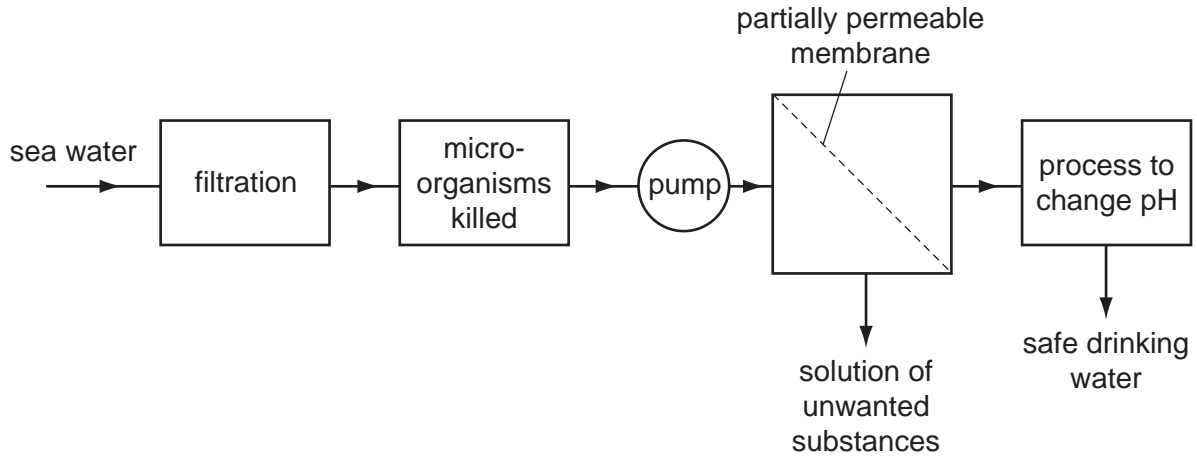 partially permeable
membrane
sea water
filtration
micro-
organisms
killed
pump
process to
change pH
solution of
unwanted
substances
safe drinking
water